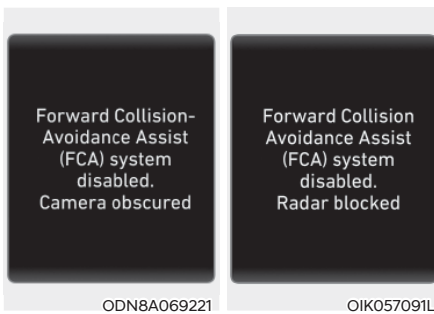 Forward Collision-
Avoidance Assist
(FCA) system
disabled.
Camera obscured
ODN8A069221
Forward Collision
Avoidance Assist
(FCA) system
disabled.
Radar blocked
OIK057091L